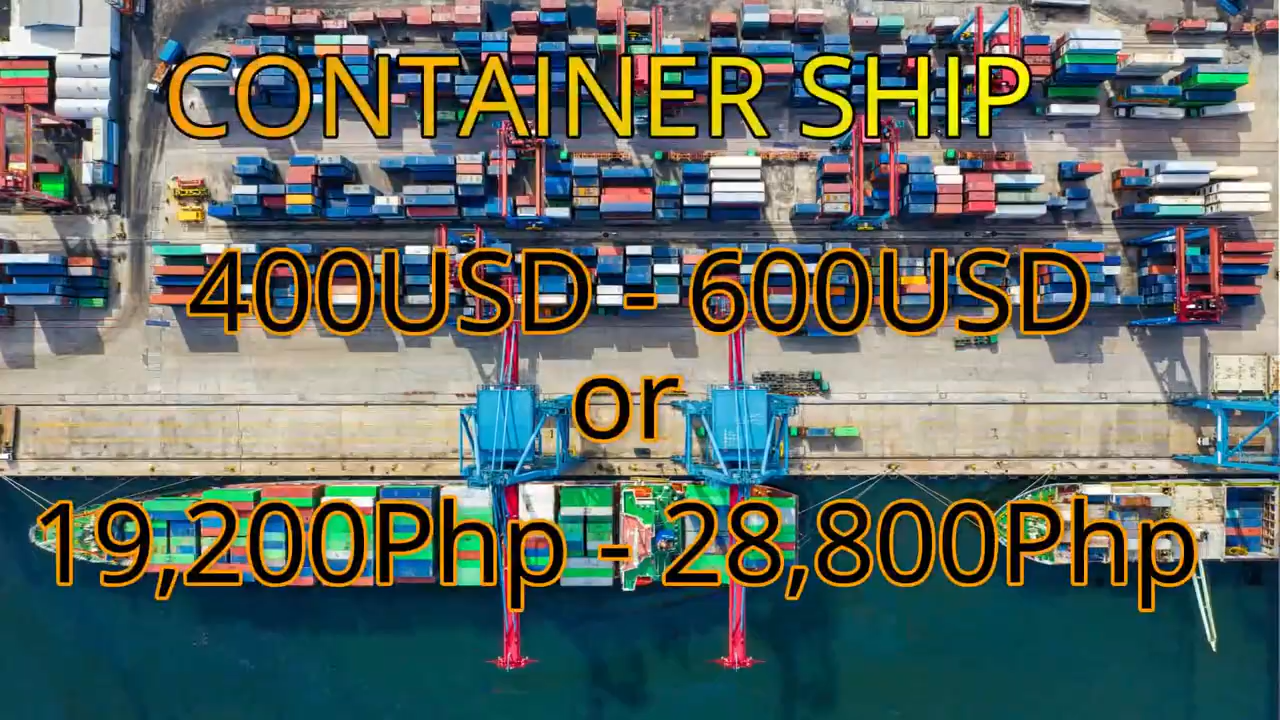 CONTAINER SHIP
400USD - 600USD
or
19,200Php - 28,800Php